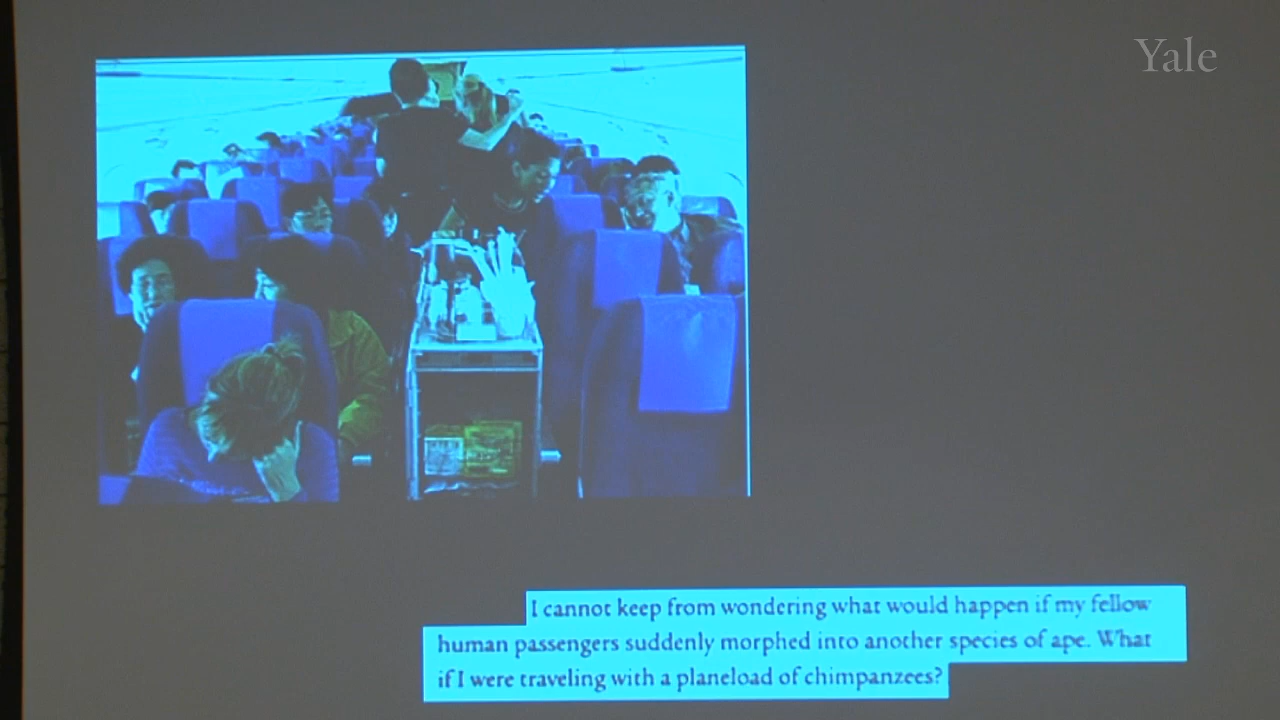 Yale
I cannot keep from wondering what would happen if my fellow
human passengers suddenly morphed into another species of ape. What
if I were traveling with a planeload of chimpanzees?